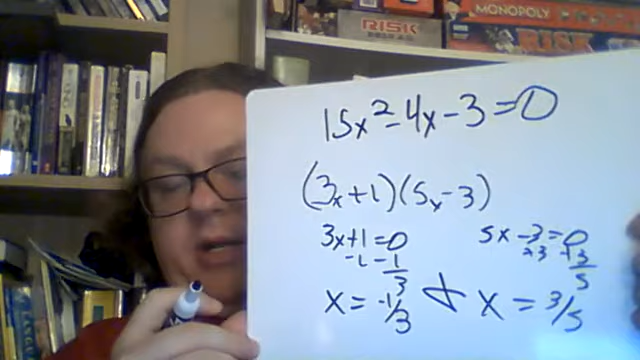 RISK
MONOPOLY
RISK
15x²-4x-3=0
(3x+1)(5x-3)
3x+1=0 5x-3=0
-1 -1 +3 +3
3 5
x=-1/3 & x=3/5